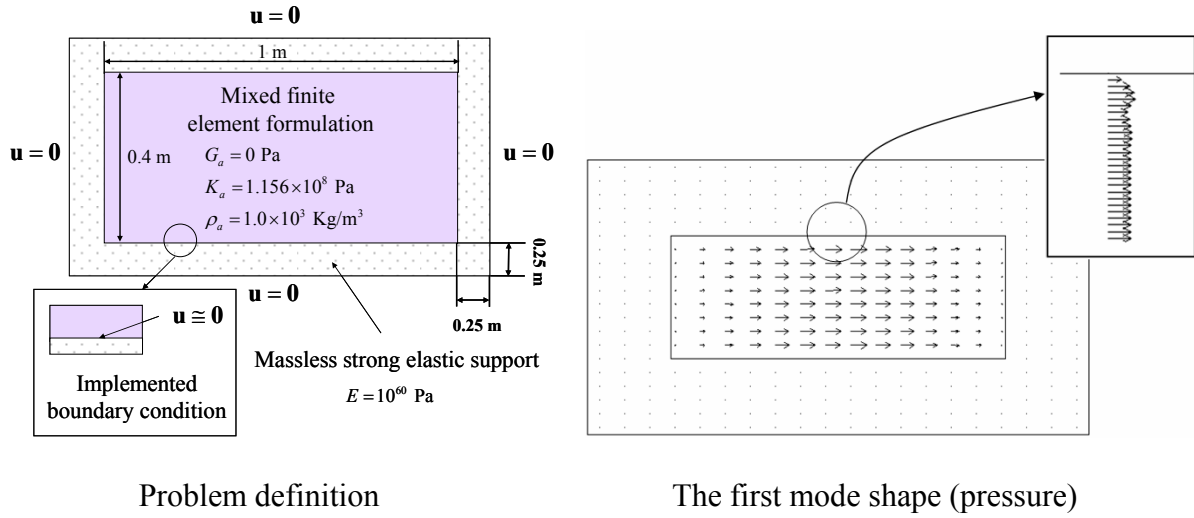 u = 0
1 m
Mixed finite
element formulation
G_a = 0 Pa
K_a = 1.156×10^8 Pa
ρ_a = 1.0×10^3 Kg/m^3
0.4 m
u = 0
u = 0
0.25 m
0.25 m
u = 0
u ≅ 0
Implemented
boundary condition
Massless strong elastic support
E = 10^60 Pa
Problem definition
The first mode shape (pressure)